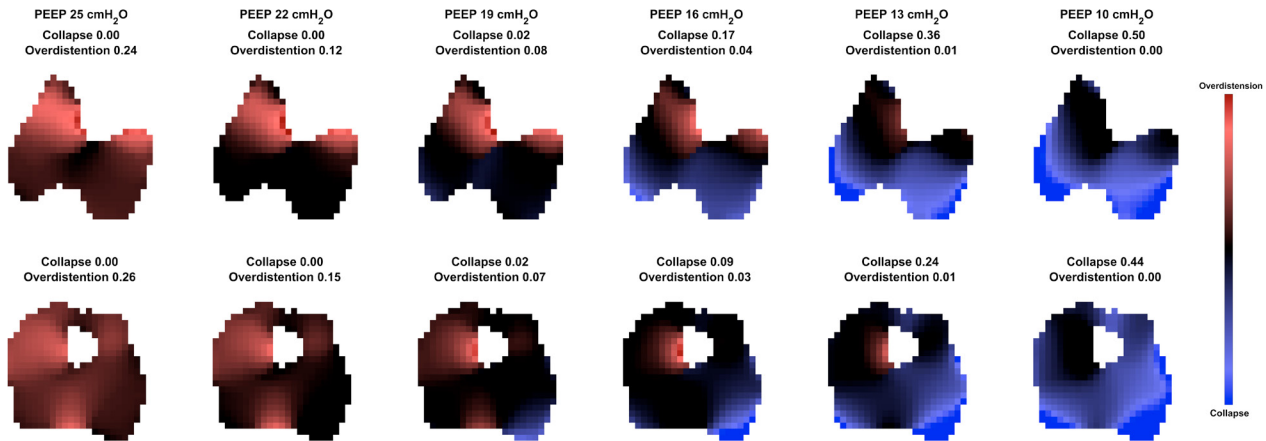 PEEP 25 cmH2O
Collapse 0.00
Overdistention 0.24
PEEP 22 cmH2O
Collapse 0.00
Overdistention 0.12
PEEP 19 cmH2O
Collapse 0.02
Overdistention 0.08
PEEP 16 cmH2O
Collapse 0.17
Overdistention 0.04
PEEP 13 cmH2O
Collapse 0.36
Overdistention 0.01
PEEP 10 cmH2O
Collapse 0.50
Overdistention 0.00
Overdistension
Collapse 0.00
Overdistention 0.26
Collapse 0.00
Overdistention 0.15
Collapse 0.02
Overdistention 0.07
Collapse 0.09
Overdistention 0.03
Collapse 0.24
Overdistention 0.01
Collapse 0.44
Overdistention 0.00
Collapse